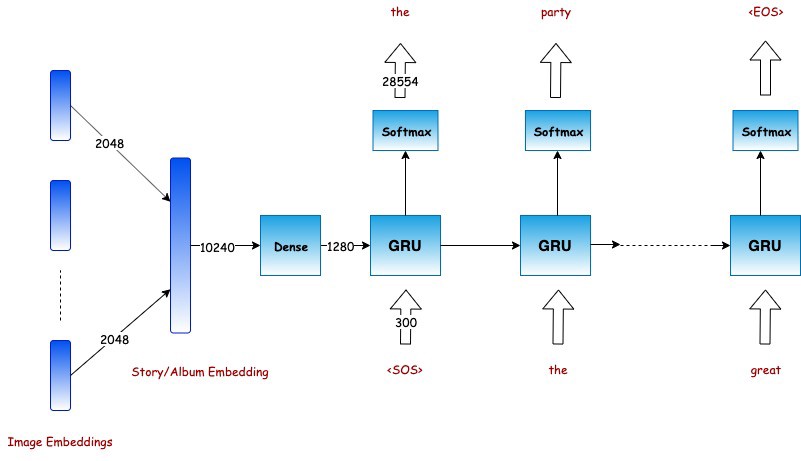 the
party
<EOS>
28554
Softmax
Softmax
Softmax
2048
10240
Dense
1280
GRU
GRU
GRU
300
2048
Story/Album Embedding
<SOS>
the
great
Image Embeddings